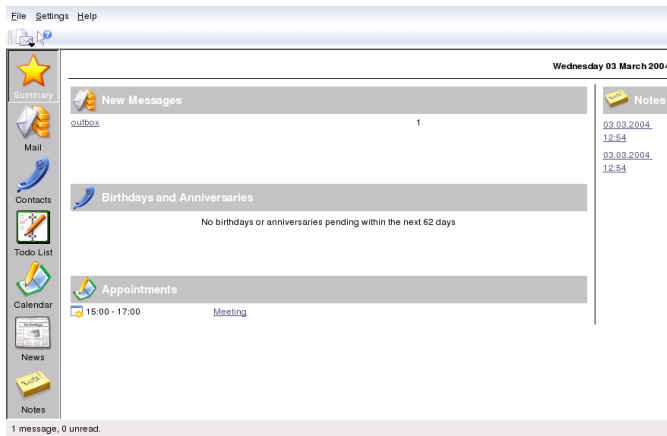 File Settings Help
Wednesday 03 March 2004
Summary
Mail
Contacts
Todo List
Calendar
News
Notes
New Messages
outbox 1
Birthdays and Anniversaries
No birthdays or anniversaries pending within the next 62 days
Appointments
15:00 - 17:00 Meeting
Notes
03.03.2004
12:54
03.03.2004
12:54
1 message, 0 unread.